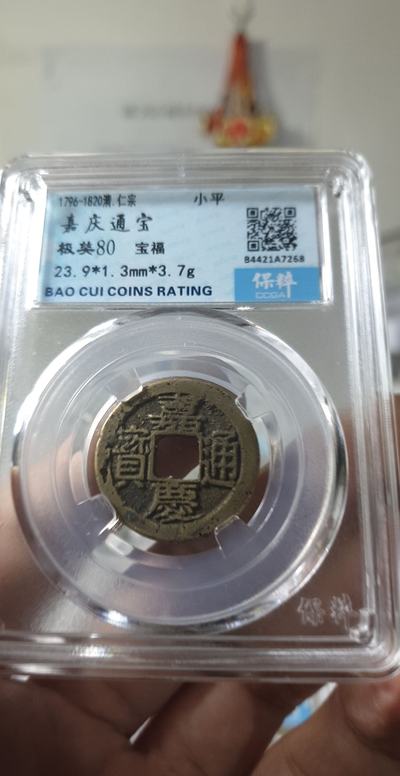 1796-1820清.仁宗 小平
嘉庆通宝
极美80 宝福
B4421A7268
23.9*1.3mm*3.7g
保粹
CCGA
BAO CUI COINS RATING
嘉慶通寶
保粹